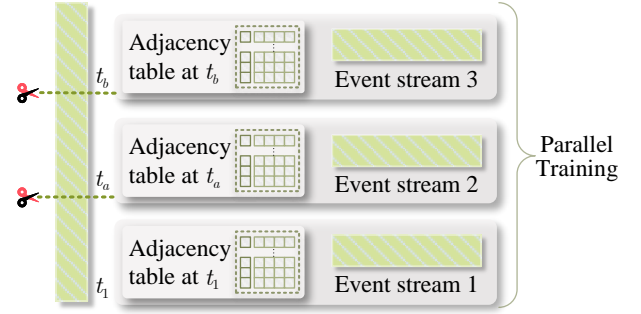 Adjacency
table at t_b
Event stream 3
t_b
Adjacency
table at t_a
Event stream 2
t_a
Adjacency
table at t_1
Event stream 1
t_1
Parallel
Training